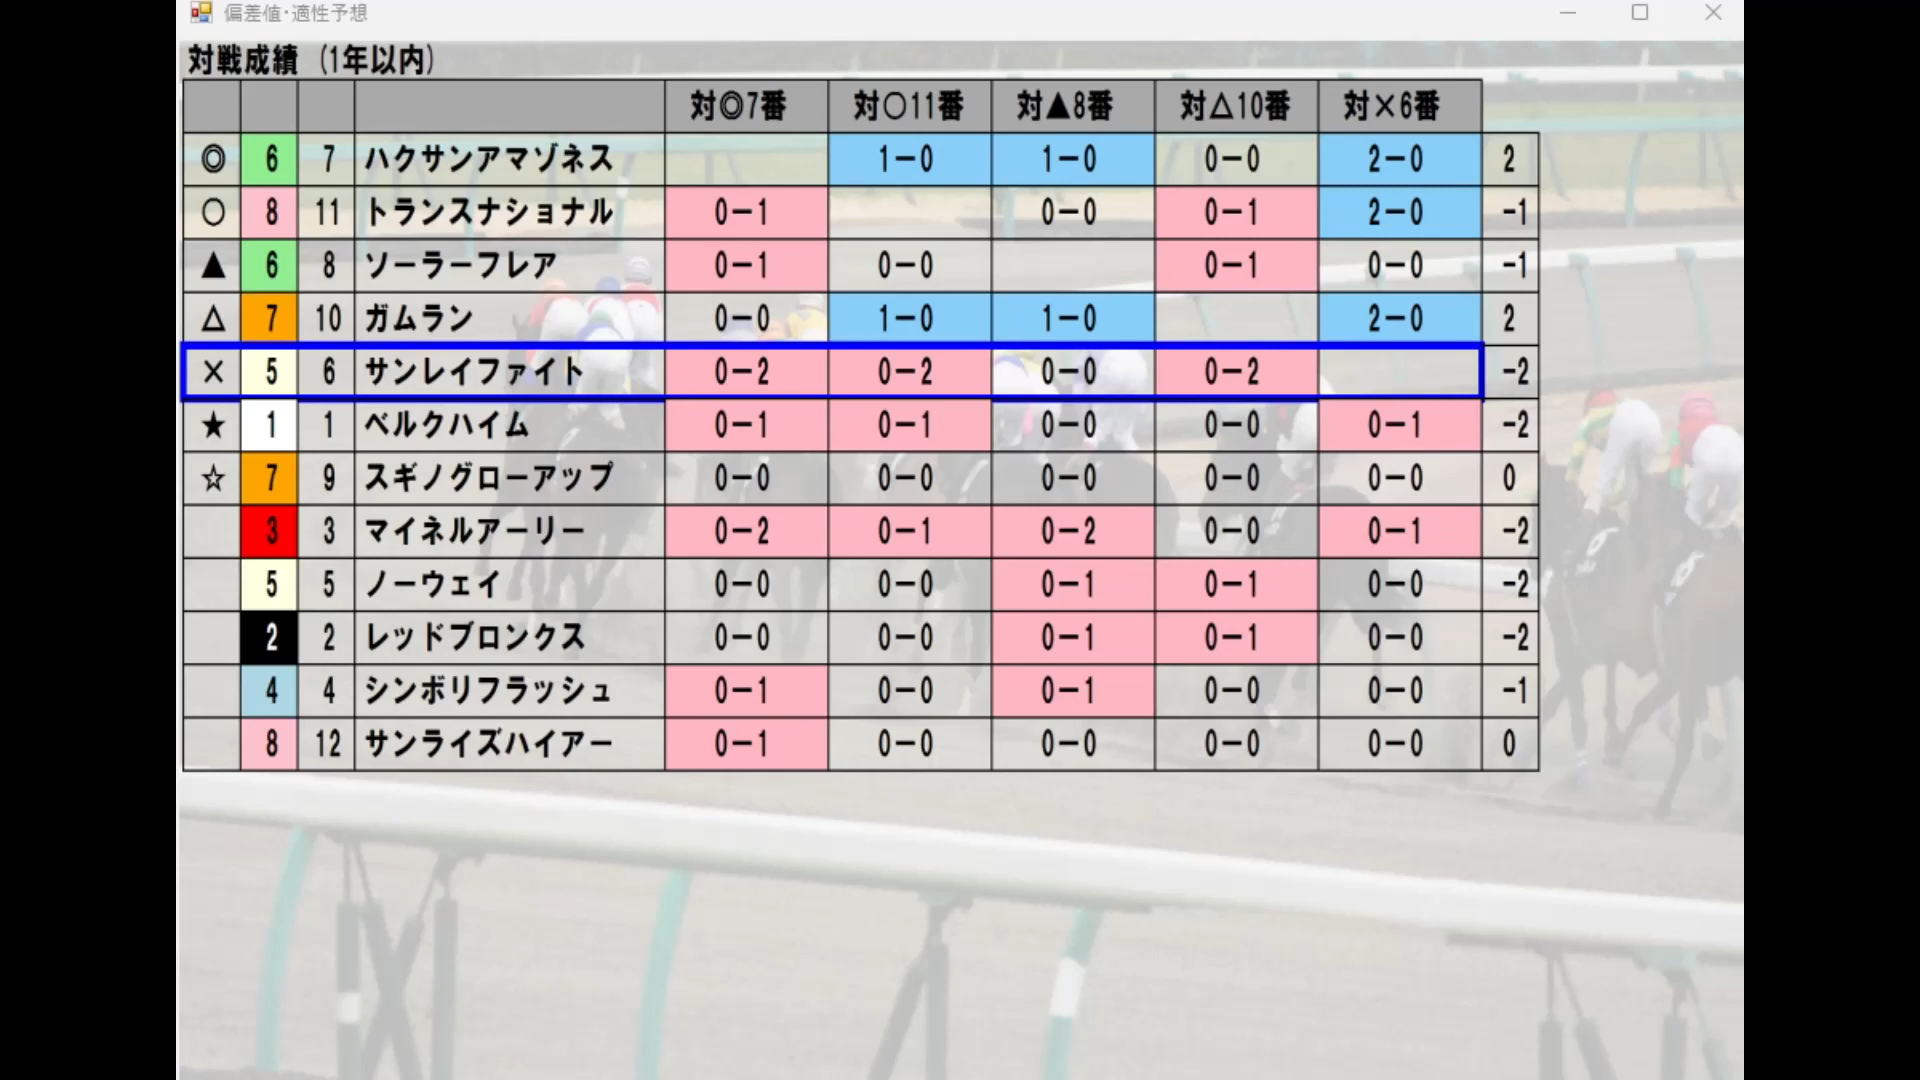 偏差値・適性予想
対戦成績 (1年以内)
対◎7番 対○11番 対▲8番 対△10番 対×6番
◎ 6 7 ハクサンアマゾネス 1-0 1-0 0-0 2-0 2
○ 8 11 トランスナショナル 0-1 0-0 0-1 2-0 -1
▲ 6 8 ソーラーフレア 0-1 0-0 0-1 0-0 -1
△ 7 10 ガムラン 0-0 1-0 1-0 2-0 2
× 5 6 サンレイファイト 0-2 0-2 0-0 0-2 -2
★ 1 1 ベルクハイム 0-1 0-1 0-0 0-0 0-1 -2
☆ 7 9 スギノグローアップ 0-0 0-0 0-0 0-0 0-0 0
3 3 マイネルアーリー 0-2 0-1 0-2 0-0 0-1 -2
5 5 ノーウェイ 0-0 0-0 0-1 0-1 0-0 -2
2 2 レッドブロンクス 0-0 0-0 0-1 0-1 0-0 -2
4 4 シンボリフラッシュ 0-1 0-0 0-1 0-0 0-0 -1
8 12 サンライズハイアー 0-1 0-0 0-0 0-0 0-0 0